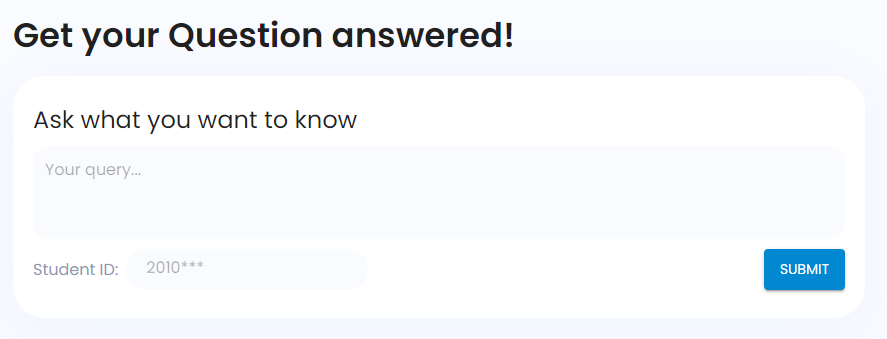 Get your Question answered!
Ask what you want to know
Your query...
Student ID: 2010***
SUBMIT